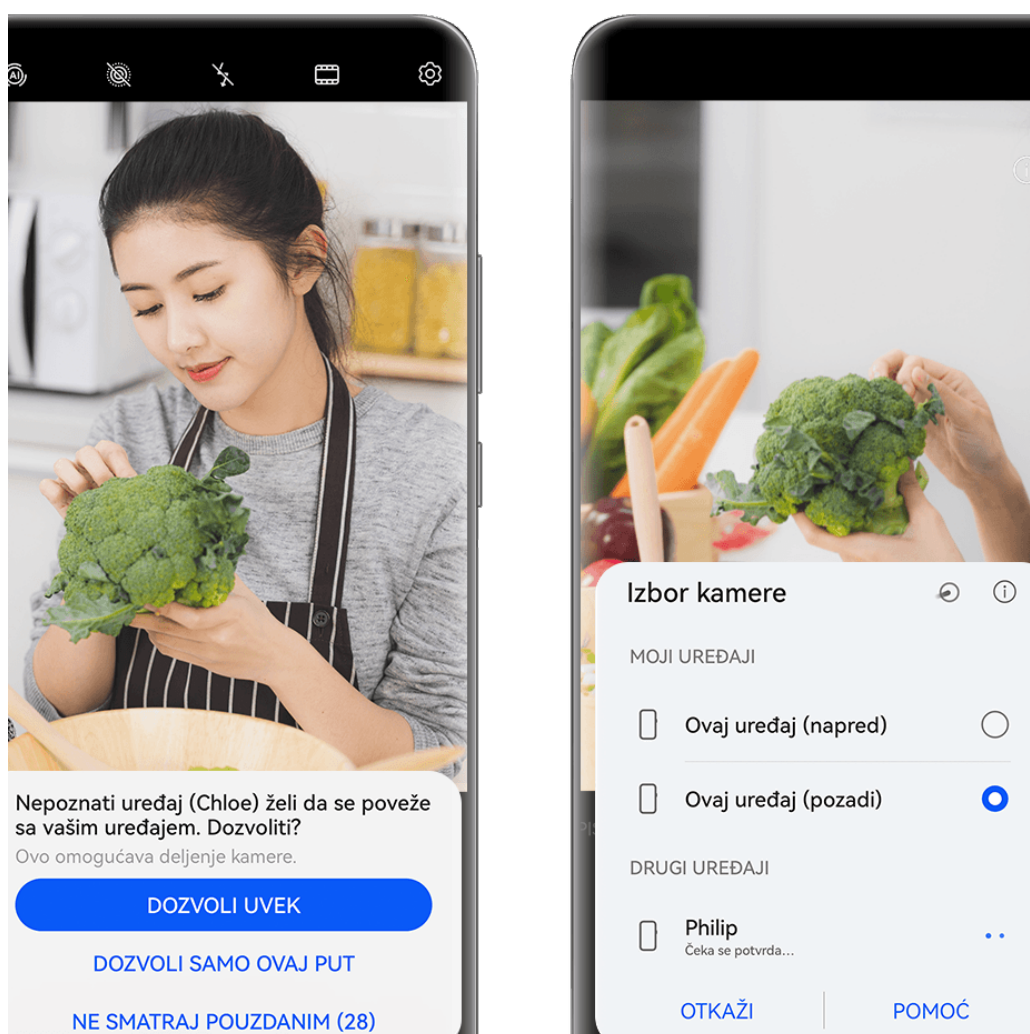 AI
Nepoznati uređaj (Chloe) želi da se poveže
sa vašim uređajem. Dozvoliti?
Ovo omogućava deljenje kamere.
DOZVOLI UVEK
DOZVOLI SAMO OVAJ PUT
NE SMATRAJ POUZDANIM (28)
Izbor kamere
MOJI UREĐAJI
Ovaj uređaj (napred)
Ovaj uređaj (pozadi)
DRUGI UREĐAJI
Philip
Čeka se potvrda...
OTKAŽI
POMOĆ